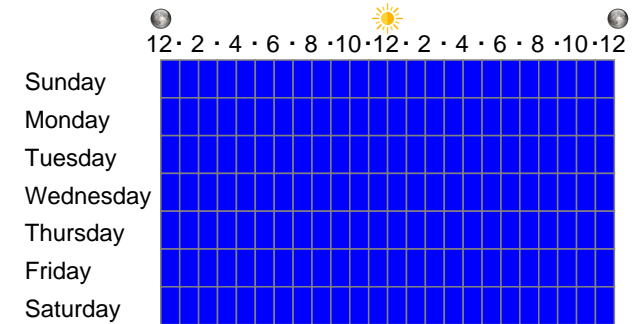 12 · 2 · 4 · 6 · 8 · 10 · 12 · 2 · 4 · 6 · 8 · 10 · 12
Sunday
Monday
Tuesday
Wednesday
Thursday
Friday
Saturday